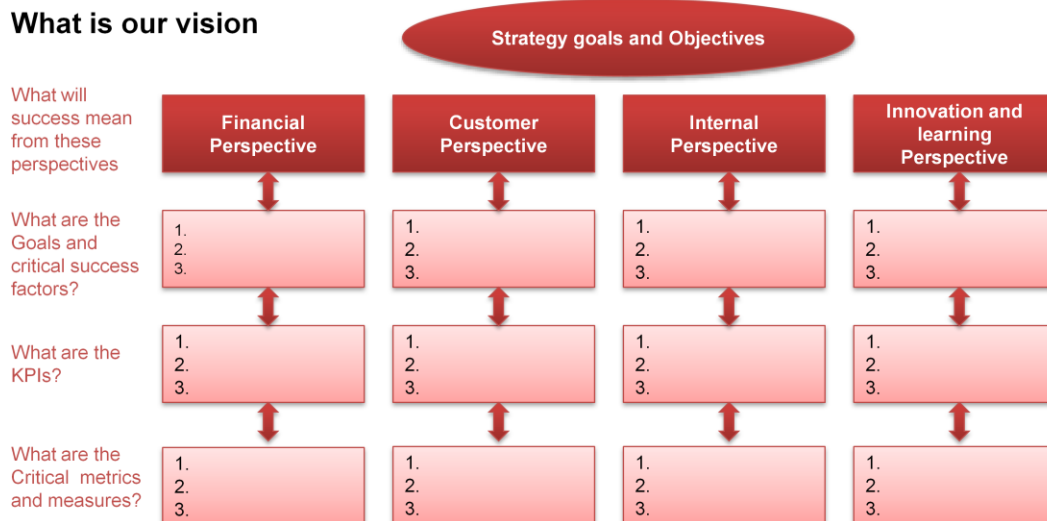 What is our vision
Strategy goals and Objectives
What will
success mean
from these
perspectives
Financial
Perspective
Customer
Perspective
Internal
Perspective
Innovation and
learning
Perspective
What are the
Goals and
critical success
factors?
1.
2.
3.
1.
2.
3.
1.
2.
3.
1.
2.
3.
What are the
KPIs?
1.
2.
3.
1.
2.
3.
1.
2.
3.
1.
2.
3.
What are the
Critical metrics
and measures?
1.
2.
3.
1.
2.
3.
1.
2.
3.
1.
2.
3.